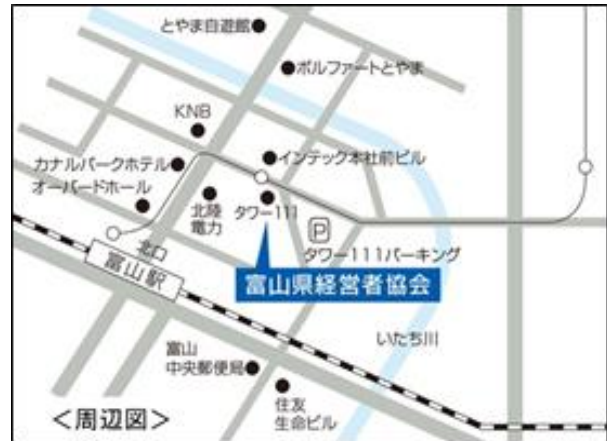 とやま自遊館
ボルファートとやま
KNB
インテック本社前ビル
カナルパークホテル
オーバードホール
北陸
電力
タワー111
P
タワー111パーキング
北口
富山駅
富山県経営者協会
いたち川
富山
中央郵便局
住友
生命ビル
＜周辺図＞